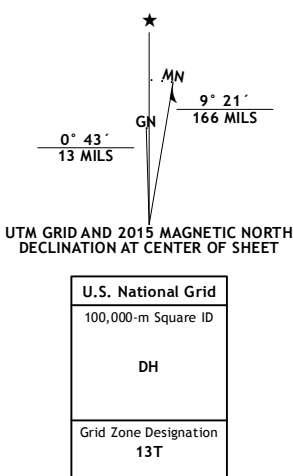 ★
MN
GN
9° 21´
166 MILS
0° 43´
13 MILS
UTM GRID AND 2015 MAGNETIC NORTH
DECLINATION AT CENTER OF SHEET
U.S. National Grid
100,000-m Square ID
DH
Grid Zone Designation
13T